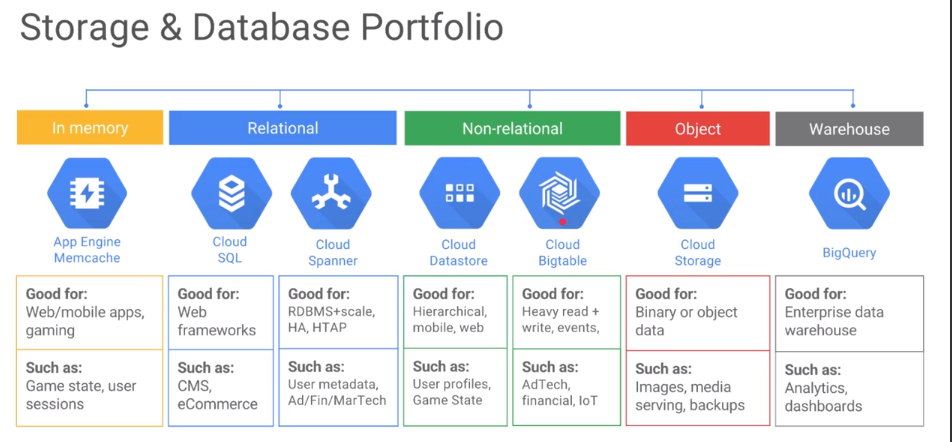 Storage & Database Portfolio
In memory
Relational
Non-relational
Object
Warehouse
App Engine
Memcache
Cloud
SQL
Cloud
Spanner
Cloud
Datastore
Cloud
Bigtable
Cloud
Storage
BigQuery
Good for:
Web/mobile apps,
gaming
Good for:
Web
frameworks
Good for:
RDBMS+scale,
HA, HTAP
Good for:
Hierarchical,
mobile, web
Good for:
Heavy read +
write, events,
Good for:
Binary or object
data
Good for:
Enterprise data
warehouse
Such as:
Game state, user
sessions
Such as:
CMS,
eCommerce
Such as:
User metadata,
Ad/Fin/MarTech
Such as:
User profiles,
Game State
Such as:
AdTech,
financial, IoT
Such as:
Images, media
serving, backups
Such as:
Analytics,
dashboards